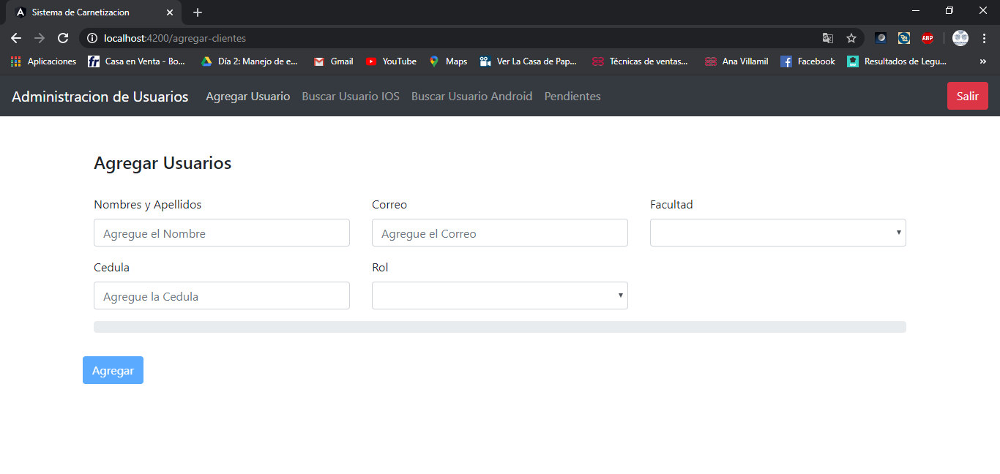 Sistema de Carnetizacion
localhost:4200/agregar-clientes
ABP
Aplicaciones Casa en Venta - Bo... Día 2: Manejo de e... Gmail YouTube Maps Ver La Casa de Pap... Técnicas de ventas... Ana Villamil Facebook Resultados de Legu... »
Administracion de Usuarios Agregar Usuario Buscar Usuario IOS Buscar Usuario Android Pendientes Salir
Agregar Usuarios
Nombres y Apellidos Correo Facultad
Agregue el Nombre Agregue el Correo
Cedula Rol
Agregue la Cedula
Agregar